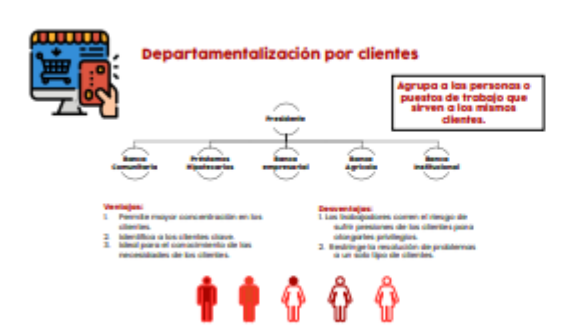 Departamentalización por clientes
Agrupa a las personas o
puestos de trabajo que
sirven a los mismos
clientes.
Presidente
Banca
Comunitaria
Préstamos
Hipotecarios
Banca
empresarial
Banca
Agrícola
Banca
Institucional
Ventajas:
1. Permite mayor concentración en los
clientes.
2. Identifica a los clientes clave.
3. Ideal para el conocimiento de las
necesidades de los clientes.
Desventajas:
1. Los trabajadores corren el riesgo de
sufrir presiones de los clientes para
otorgarles privilegios.
2. Restringe la resolución de problemas
a un solo tipo de clientes.